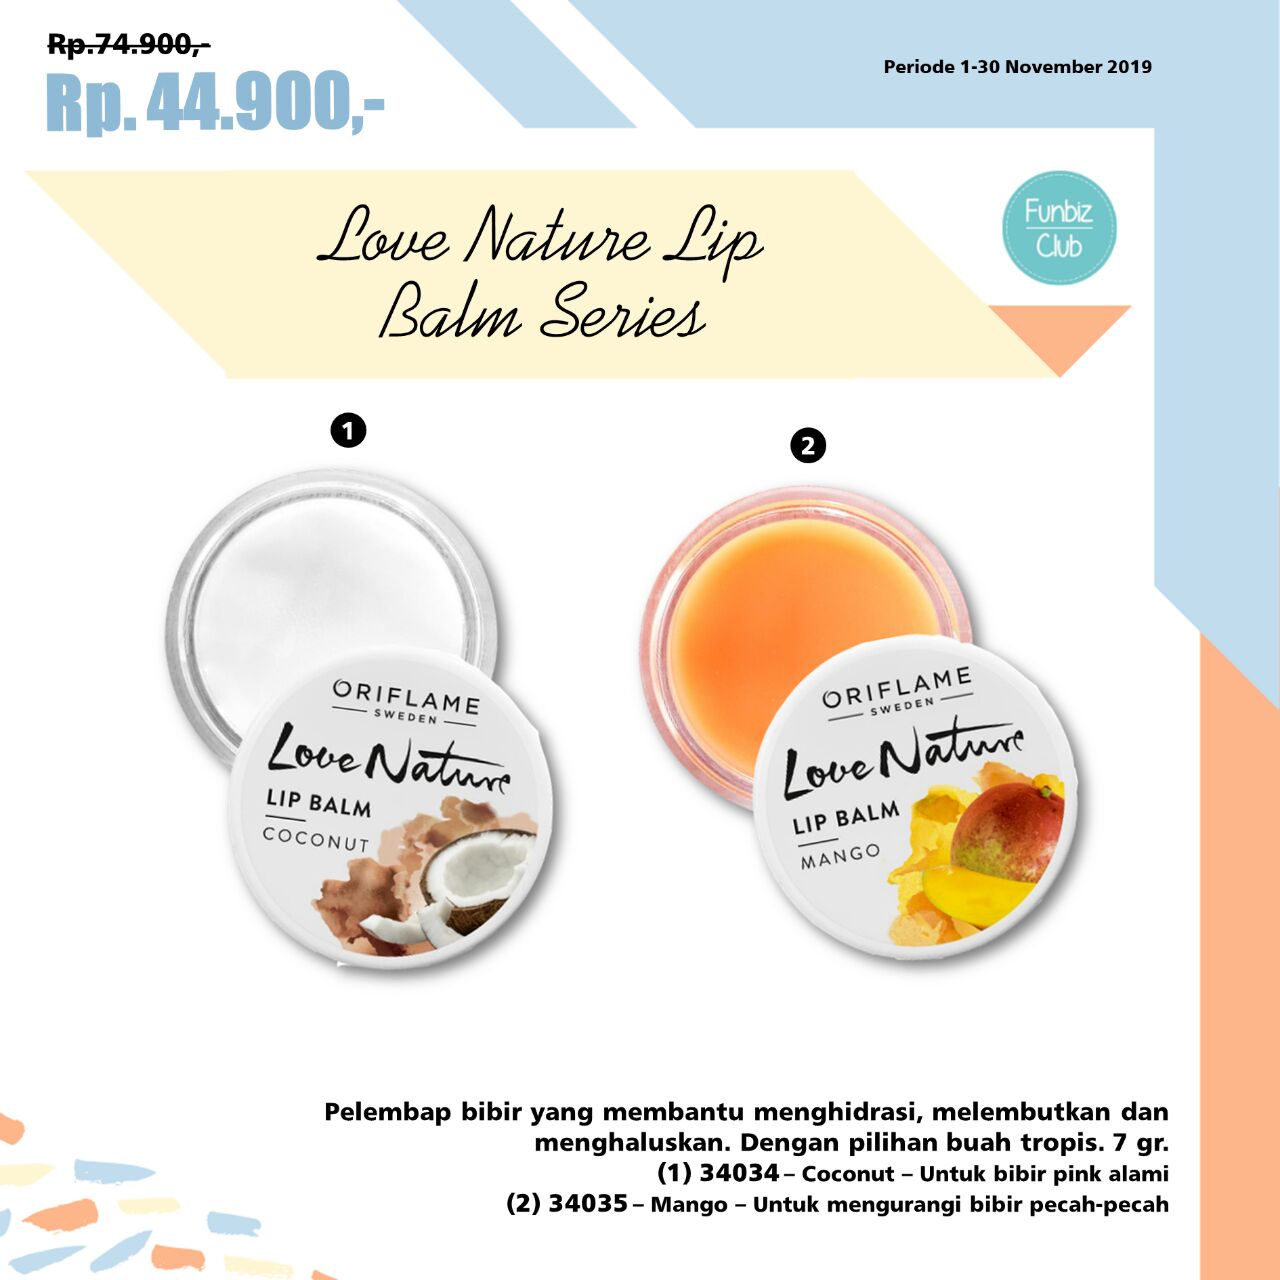 Rp.74.900,-
Rp. 44.900,-
Periode 1-30 November 2019
Love Nature Lip
Balm Series
Funbiz
Club
1
2
ORIFLAME
SWEDEN
Love Nature
LIP BALM
COCONUT
ORIFLAME
SWEDEN
Love Nature
LIP BALM
MANGO
Pelembap bibir yang membantu menghidrasi, melembutkan dan
menghaluskan. Dengan pilihan buah tropis. 7 gr.
(1) 34034 – Coconut – Untuk bibir pink alami
(2) 34035 – Mango – Untuk mengurangi bibir pecah-pecah